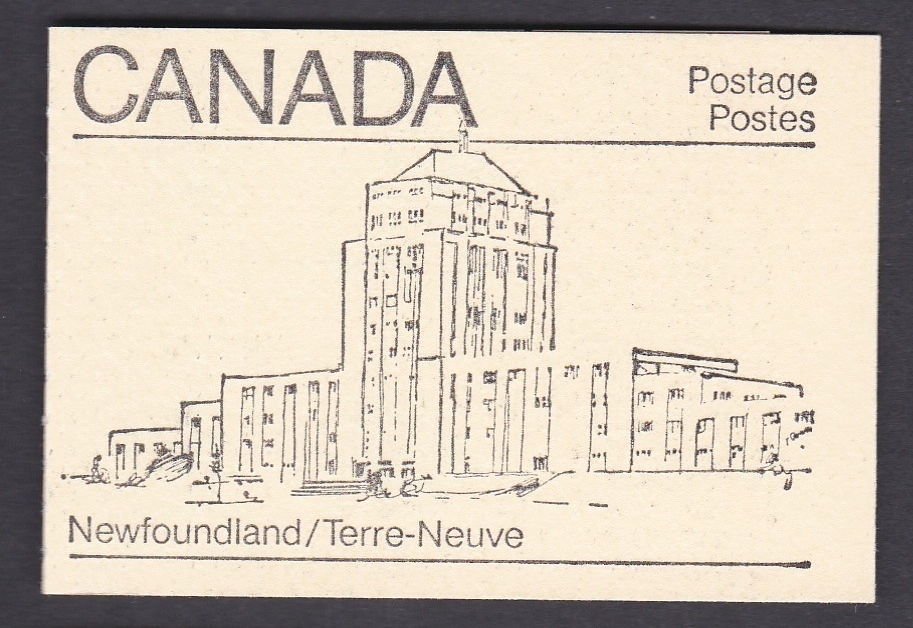 CANADA
Postage
Postes
Newfoundland/Terre-Neuve